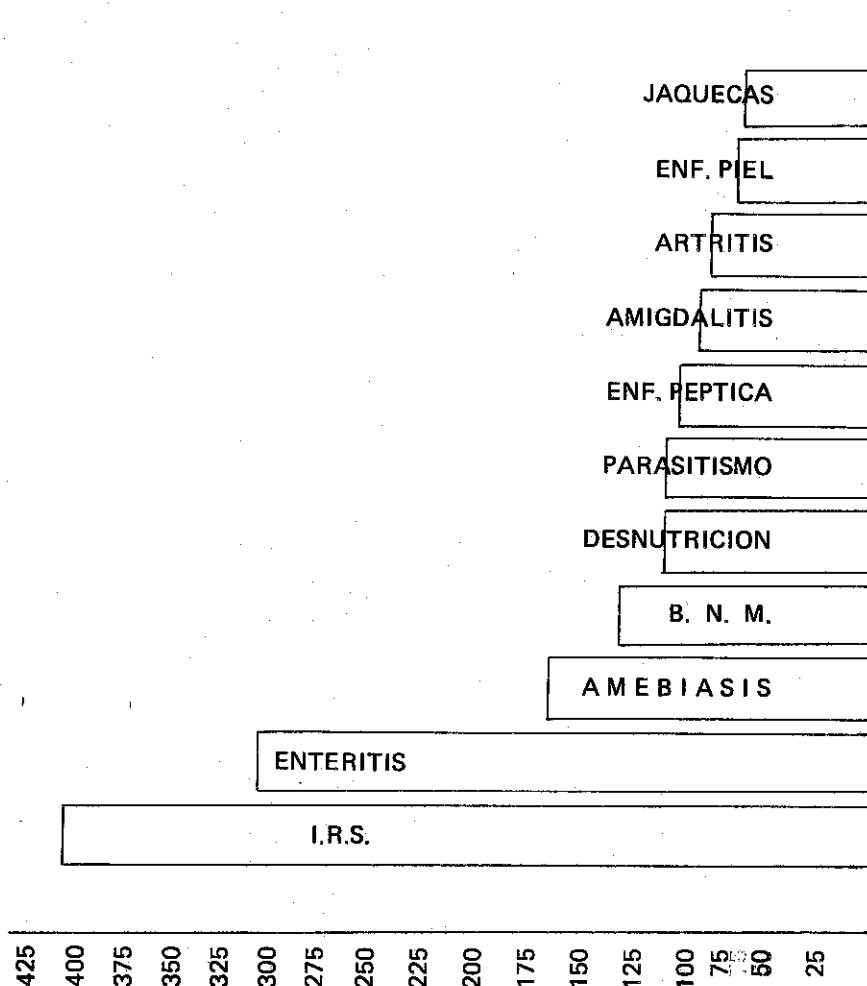 JAQUECAS
ENF. PIEL
ARTRITIS
AMIGDALITIS
ENF. PEPTICA
PARASITISMO
DESNUTRICION
B. N. M.
AMEBIASIS
ENTERITIS
I.R.S.
425 400 375 350 325 300 275 250 225 200 175 150 125 100 75 50 25